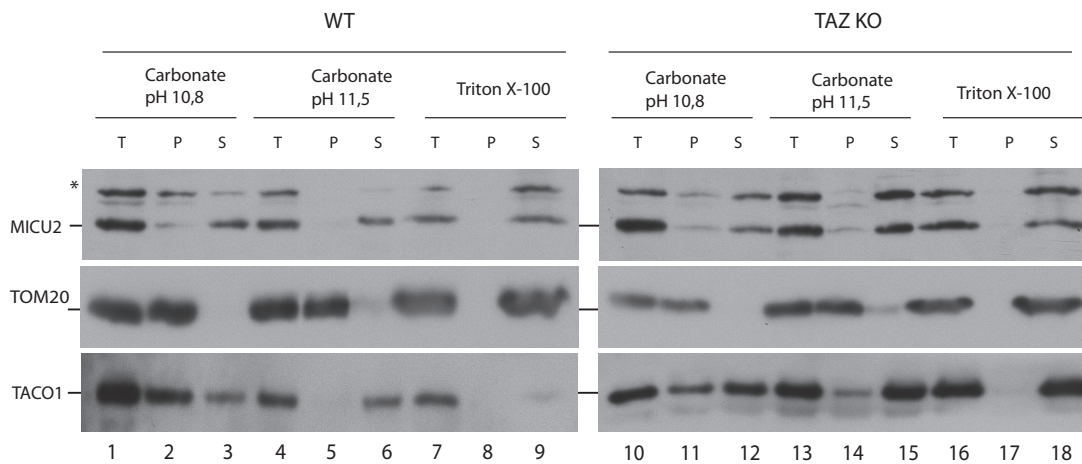 WT TAZ KO
Carbonate pH 10,8 Carbonate pH 11,5 Triton X-100 Carbonate pH 10,8 Carbonate pH 11,5 Triton X-100
T P S T P S T P S T P S T P S T P S
*
MICU2
TOM20
TACO1
1 2 3 4 5 6 7 8 9 10 11 12 13 14 15 16 17 18